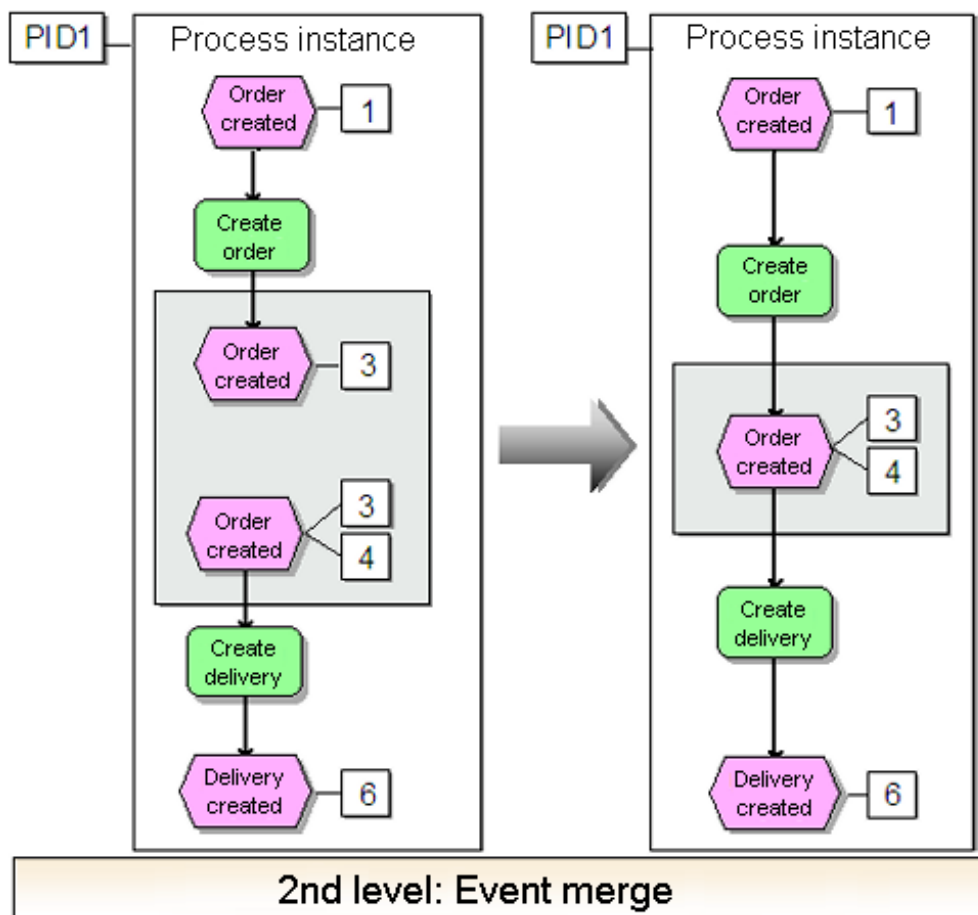 PID1
Process instance
Order
created
1
Create
order
Order
created
3
Order
created
3
4
Create
delivery
Delivery
created
6
PID1
Process instance
Order
created
1
Create
order
Order
created
3
4
Create
delivery
Delivery
created
6
2nd level: Event merge